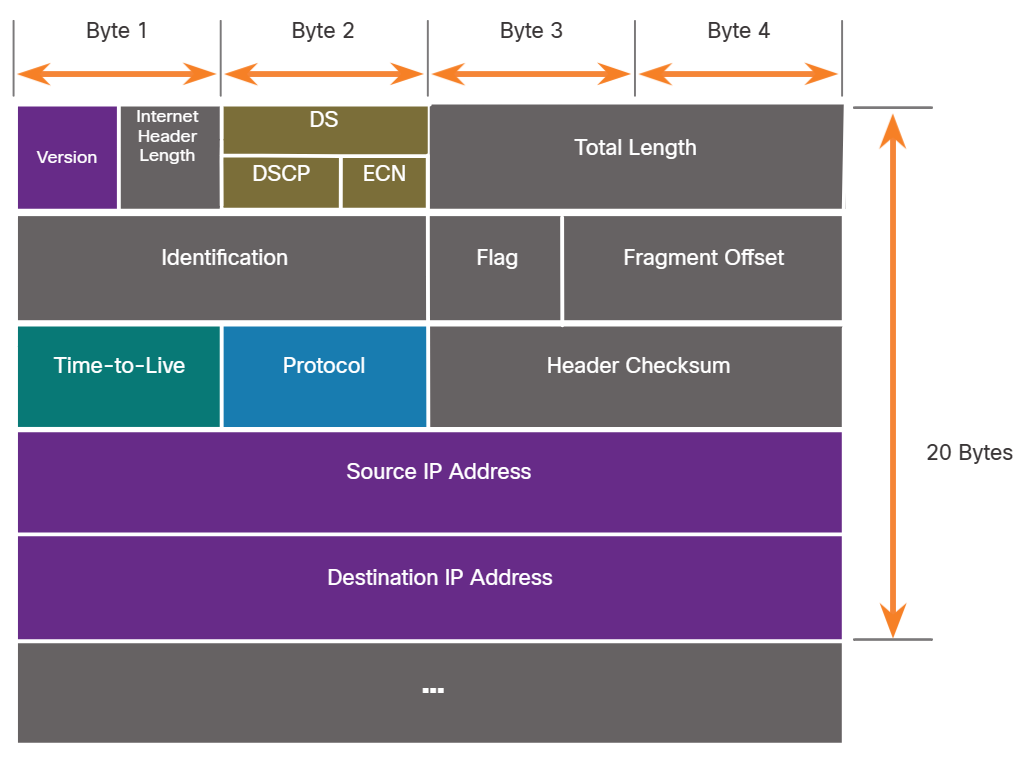 Byte 1
Byte 2
Byte 3
Byte 4
Version
Internet
Header
Length
DS
DSCP
ECN
Total Length
Identification
Flag
Fragment Offset
Time-to-Live
Protocol
Header Checksum
Source IP Address
20 Bytes
Destination IP Address
...